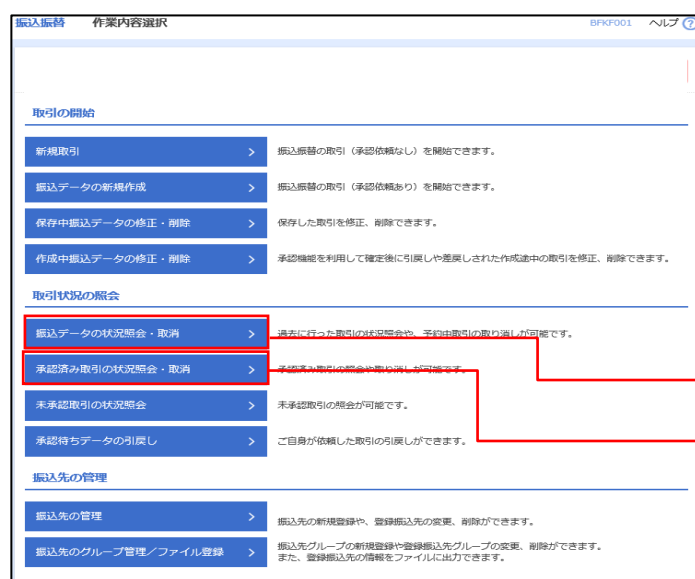 振込振替 作業内容選択 BFKF001 ヘルプ ?
取引の開始
新規取引 > 振込振替の取引（承認依頼なし）を開始できます。
振込データの新規作成 > 振込振替の取引（承認依頼あり）を開始できます。
保存中振込データの修正・削除 > 保存した取引を修正、削除できます。
作成中振込データの修正・削除 > 承認機能を利用して確定後に引戻しや差戻しされた作成途中の取引を修正、削除できます。
取引状況の照会
振込データの状況照会・取消 > 過去に行った取引の状況照会や、予約中取引の取り消しが可能です。
承認済み取引の状況照会・取消 > 承認済み取引の照会や取り消しが可能です。
未承認取引の状況照会 > 未承認取引の照会が可能です。
承認待ちデータの引戻し > ご自身が依頼した取引の引戻しができます。
振込先の管理
振込先の管理 > 振込先の新規登録や、登録振込先の変更、削除ができます。
振込先のグループ管理／ファイル登録 > 振込先グループの新規登録や登録振込先グループの変更、削除ができます。
また、登録振込先の情報をファイルに出力できます。